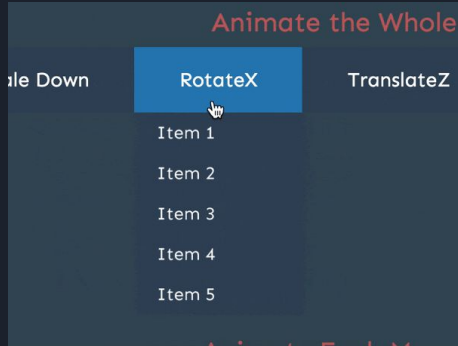 Animate the Whole
ale Down RotateX TranslateZ
Item 1
Item 2
Item 3
Item 4
Item 5